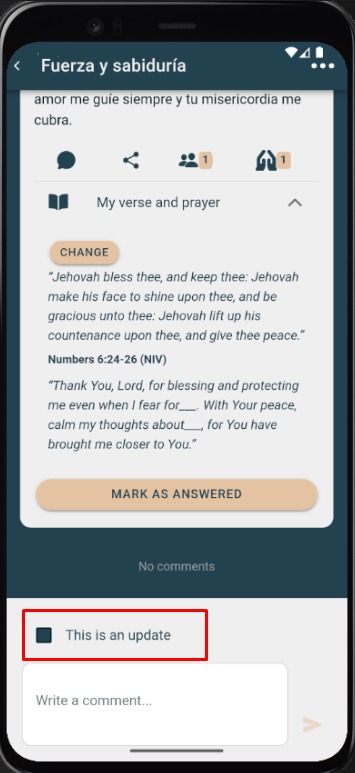 Fuerza y sabiduría
amor me guíe siempre y tu misericordia me
cubra.
1
1
My verse and prayer
CHANGE
“Jehovah bless thee, and keep thee: Jehovah
make his face to shine upon thee, and be
gracious unto thee: Jehovah lift up his
countenance upon thee, and give thee peace.”
Numbers 6:24-26 (NIV)
“Thank You, Lord, for blessing and protecting
me even when I fear for___. With Your peace,
calm my thoughts about___, for You have
brought me closer to You.”
MARK AS ANSWERED
No comments
This is an update
Write a comment...